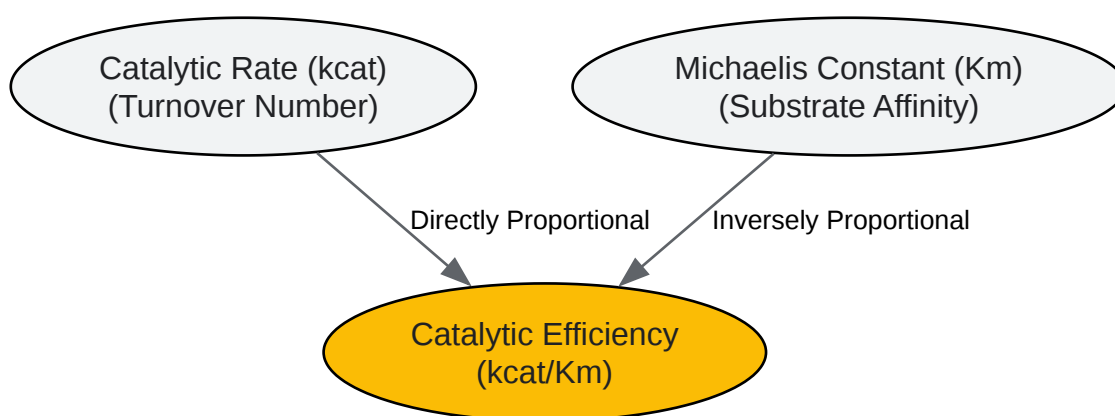 Catalytic Rate (kcat)
(Turnover Number)
Michaelis Constant (Km)
(Substrate Affinity)
Directly Proportional
Inversely Proportional
Catalytic Efficiency
(kcat/Km)